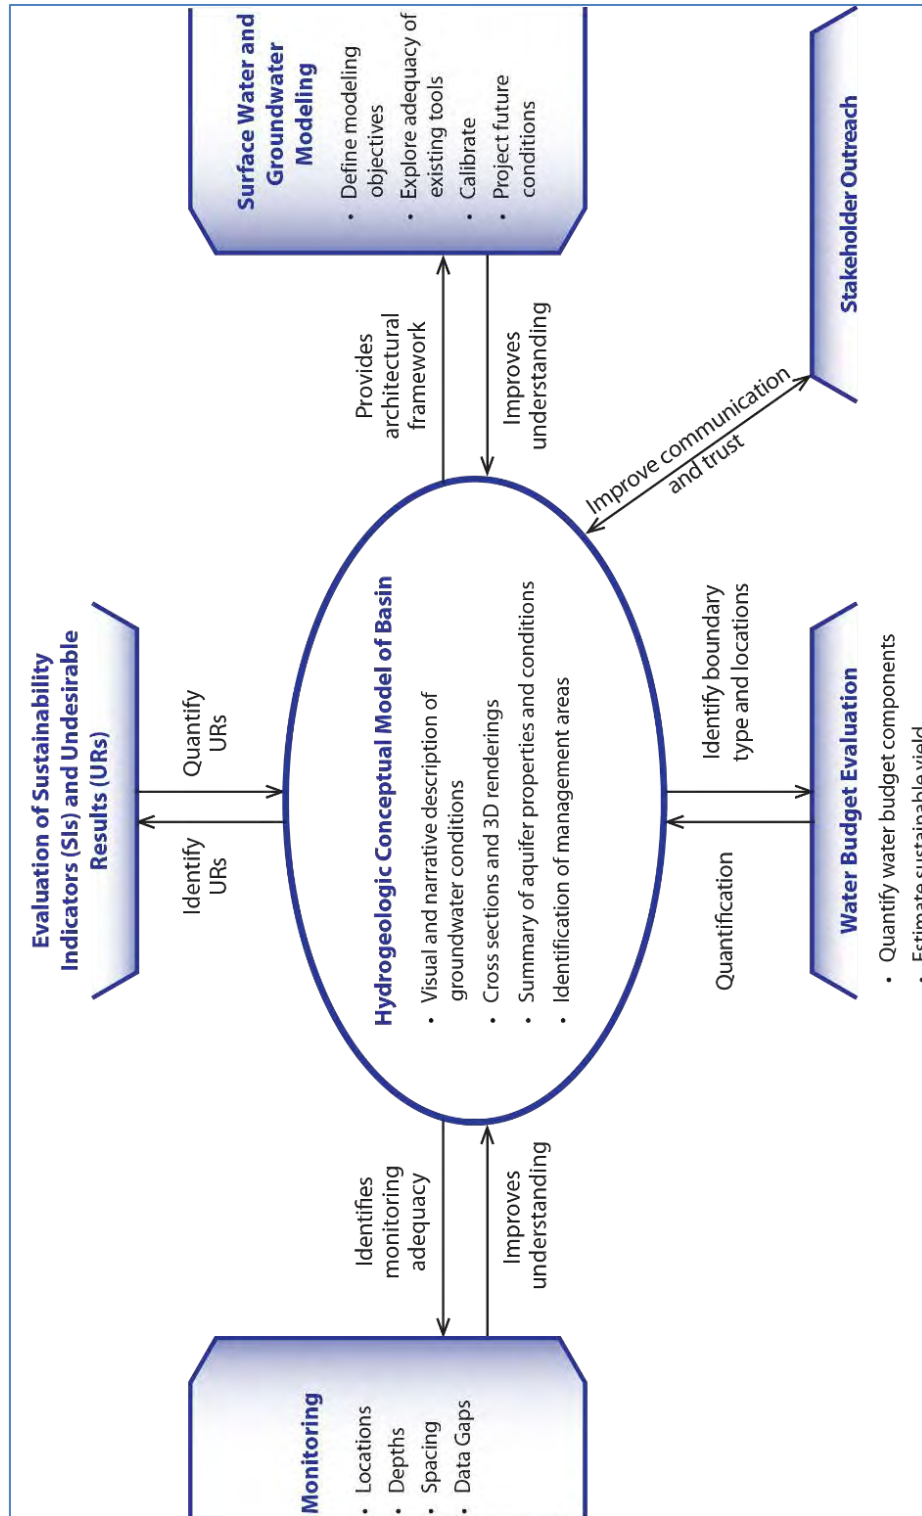 Evaluation of Sustainability
Indicators (SIs) and Undesirable
Results (URs)
Identify
URs
Quantify
URs
Monitoring
• Locations
• Depths
• Spacing
• Data Gaps
Identifies
monitoring
adequacy
Improves
understanding
Hydrogeologic Conceptual Model of Basin
• Visual and narrative description of
groundwater conditions
• Cross sections and 3D renderings
• Summary of aquifer properties and conditions
• Identification of management areas
Provides
architectural
framework
Improves
understanding
Surface Water and
Groundwater
Modeling
• Define modeling
objectives
• Explore adequacy of
existing tools
• Calibrate
• Project future
conditions
Quantification
Identify boundary
type and locations
Improve communication
and trust
Water Budget Evaluation
• Quantify water budget components
• Estimate sustainable yield
Stakeholder Outreach